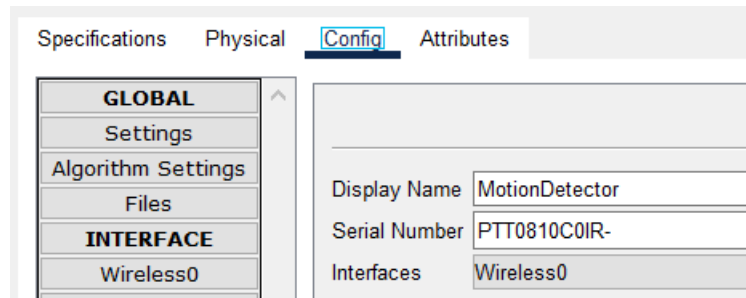 Specifications Physical Config Attributes
GLOBAL
Settings
Algorithm Settings
Files
INTERFACE
Wireless0
Display Name MotionDetector
Serial Number PTT0810C0IR-
Interfaces Wireless0